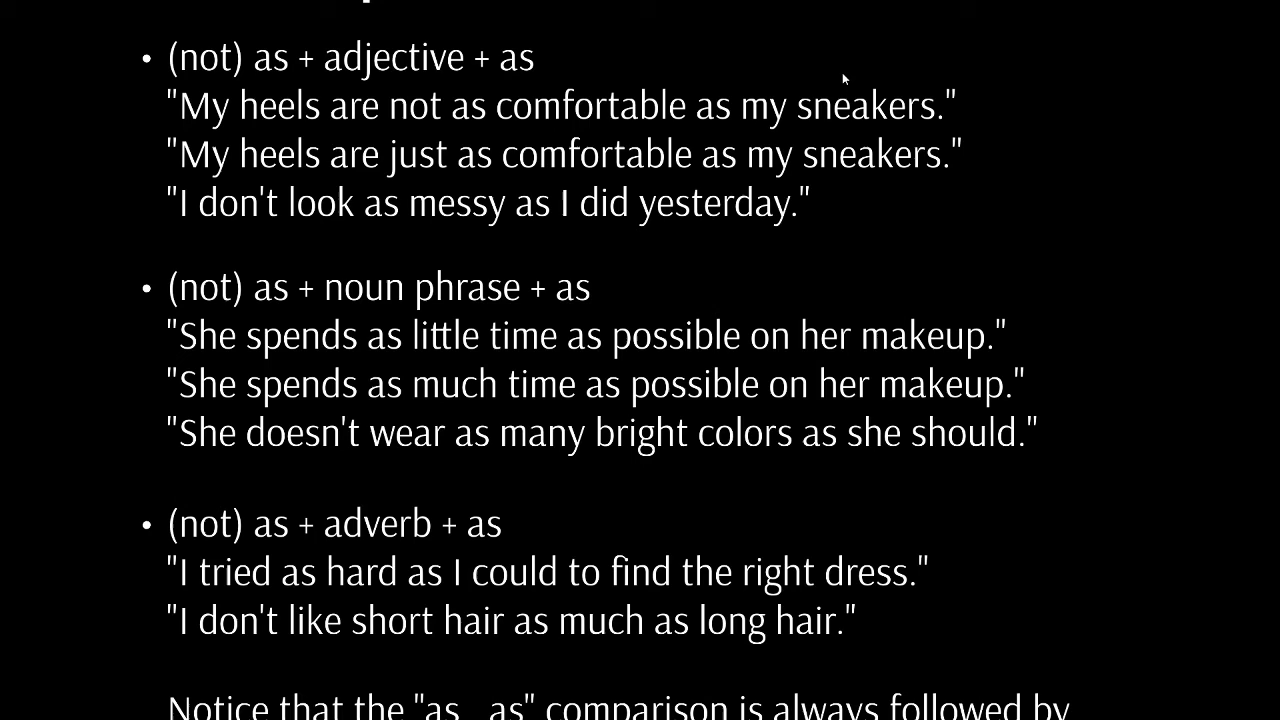 • (not) as + adjective + as
"My heels are not as comfortable as my sneakers."
"My heels are just as comfortable as my sneakers."
"I don't look as messy as I did yesterday."
• (not) as + noun phrase + as
"She spends as little time as possible on her makeup."
"She spends as much time as possible on her makeup."
"She doesn't wear as many bright colors as she should."
• (not) as + adverb + as
"I tried as hard as I could to find the right dress."
"I don't like short hair as much as long hair."
Notice that the "as_ as" comparison is always followed by